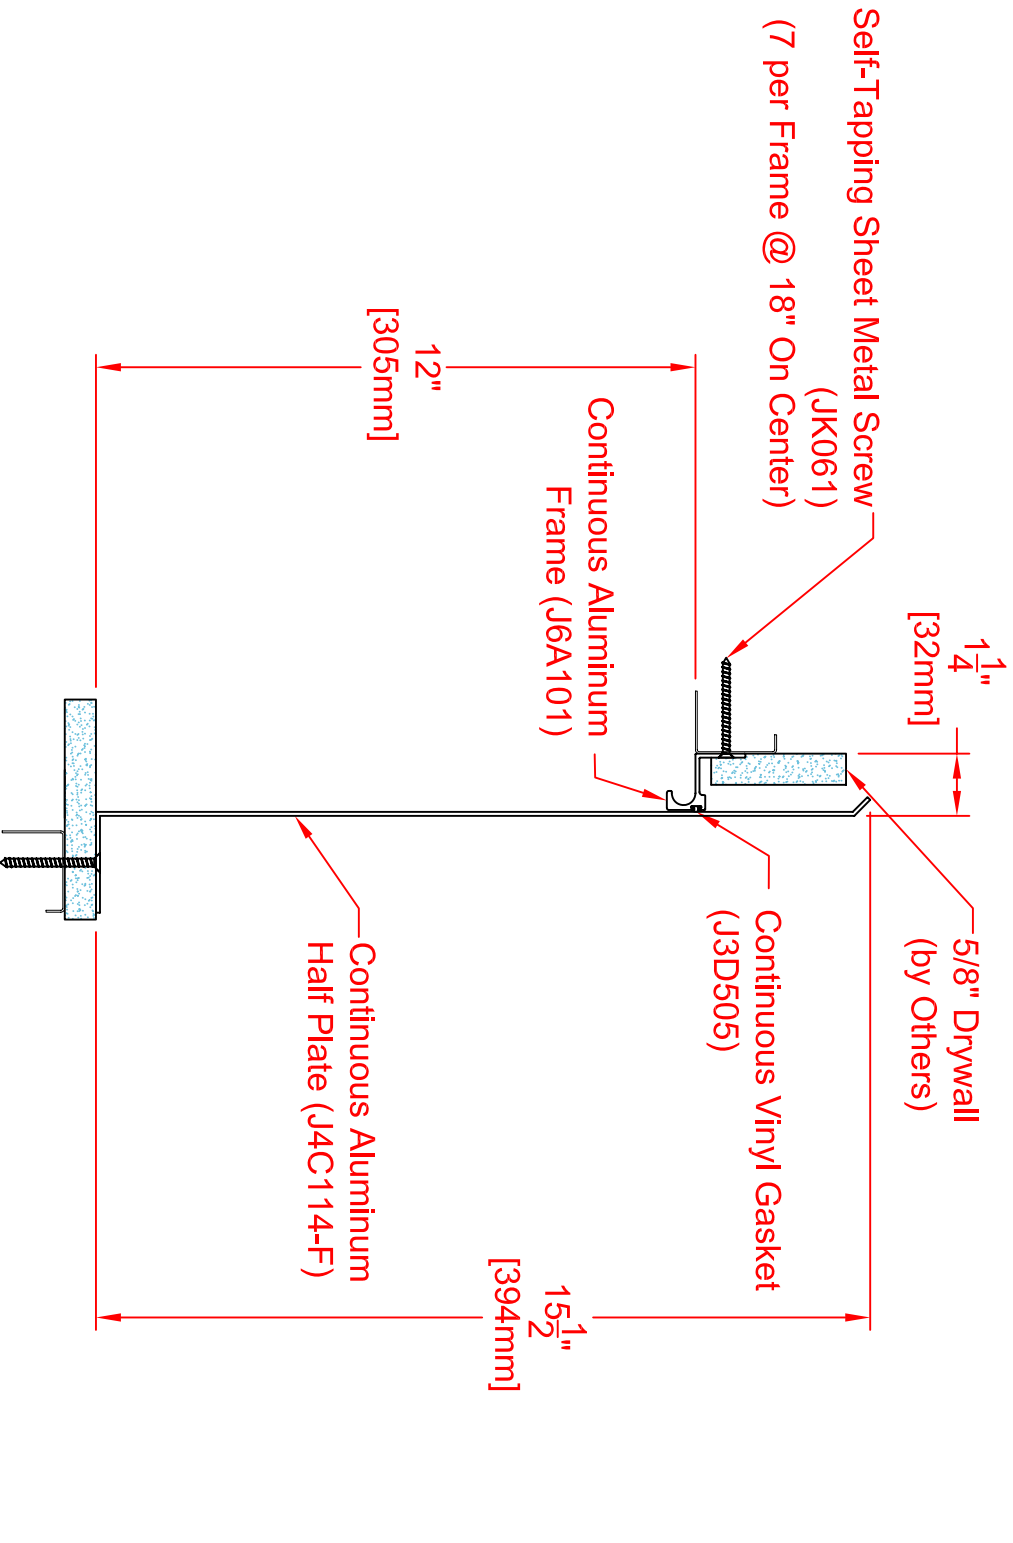 Self-Tapping Sheet Metal Screw
(JK061)
(7 per Frame @ 18" On Center)
1 1/4"
[32mm]
5/8" Drywall
(by Others)
12"
[305mm]
Continuous Aluminum
Frame (J6A101)
Continuous Vinyl Gasket
(J3D505)
Continuous Aluminum
Half Plate (J4C114-F)
15 1/2"
[394mm]